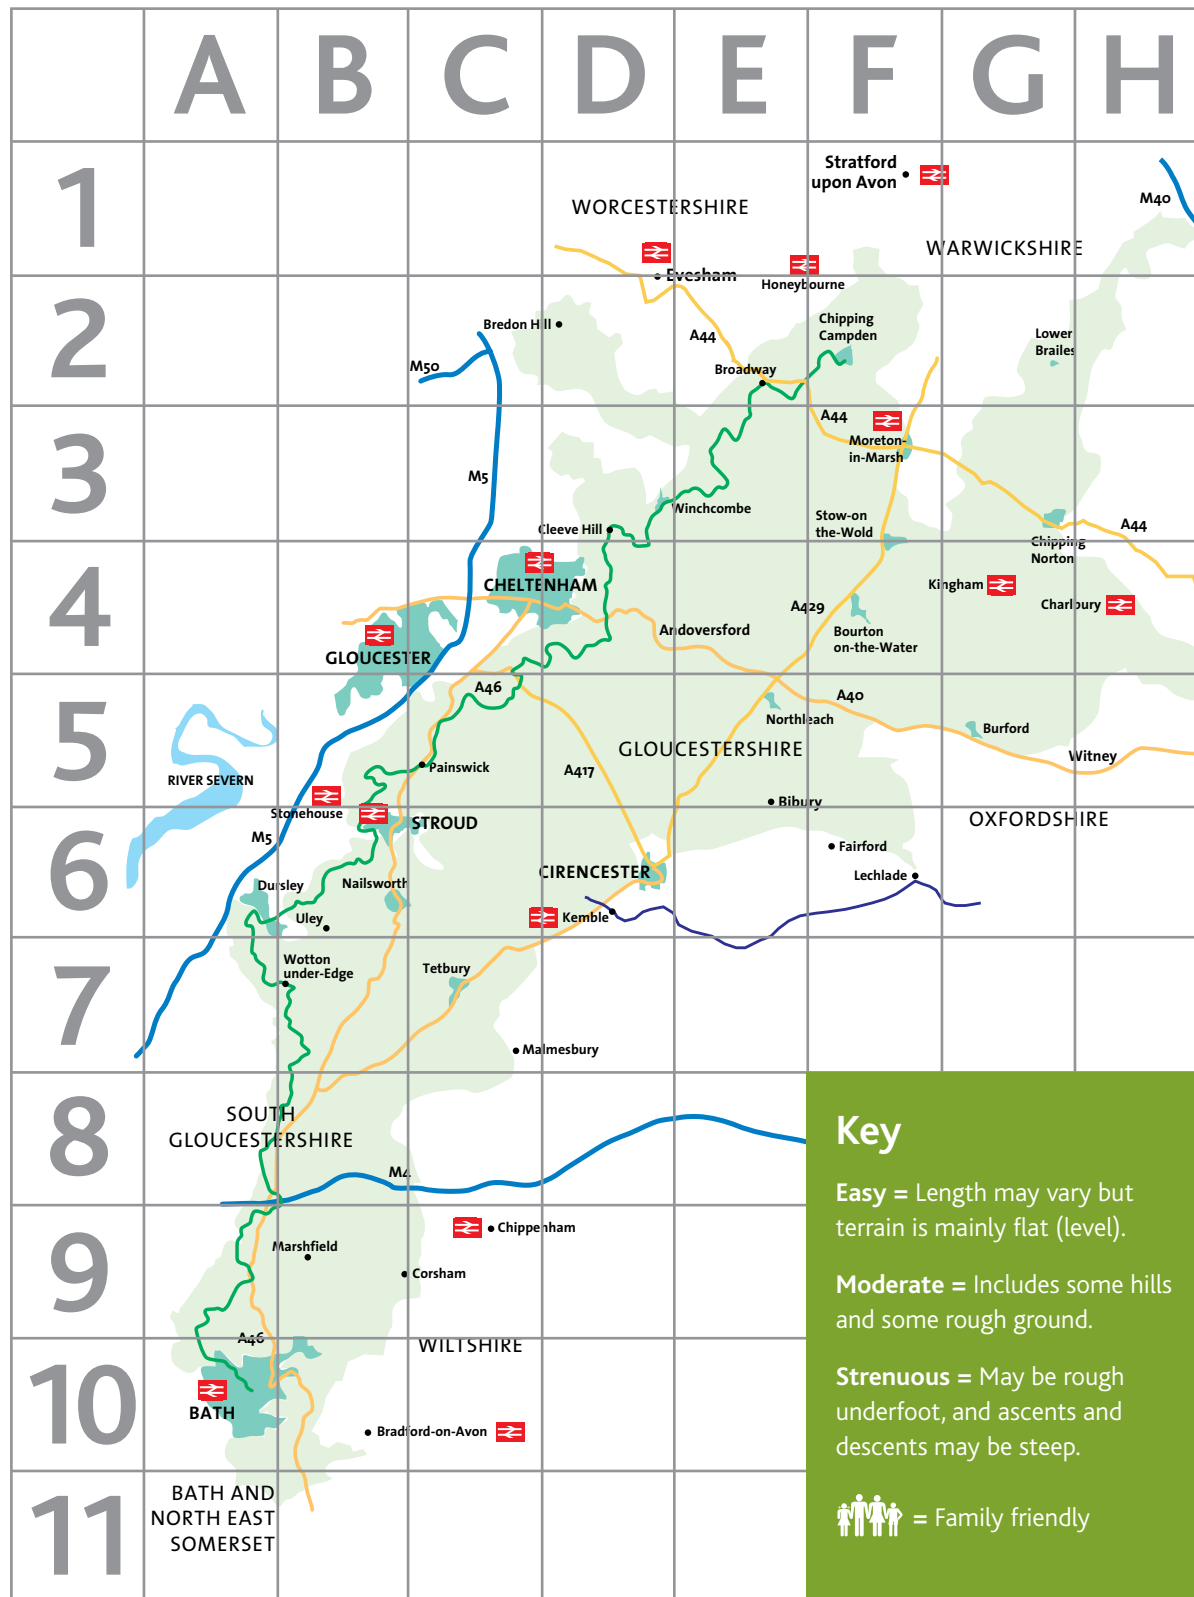 A B C D E F G H
1
2
3
4
5
6
7
8
9
10
11
Stratford
upon Avon
M40
WORCESTERSHIRE
WARWICKSHIRE
Evesham
Honeybourne
Bredon Hill
Chipping
Campden
Lower
Brailes
A44
M50
Broadway
A44
Moreton-
in-Marsh
M5
Winchcombe
Stow-on
the-Wold
Cleeve Hill
A44
Chipping
Norton
CHELTENHAM
Kingham
Charlbury
A429
Andoversford
Bourton
on-the-Water
GLOUCESTER
A46
A40
Northleach
Burford
GLOUCESTERSHIRE
Witney
Painswick
A417
RIVER SEVERN
Bibury
Stonehouse
STROUD
OXFORDSHIRE
M5
Fairford
CIRENCESTER
Lechlade
Dursley
Nailsworth
Uley
Kemble
Wotton
under-Edge
Tetbury
Malmesbury
SOUTH
GLOUCESTERSHIRE
M4
Chippenham
Marshfield
Corsham
A46
WILTSHIRE
BATH
Bradford-on-Avon
BATH AND
NORTH EAST
SOMERSET
Key
Easy = Length may vary but
terrain is mainly flat (level).
Moderate = Includes some hills
and some rough ground.
Strenuous = May be rough
underfoot, and ascents and
descents may be steep.
= Family friendly